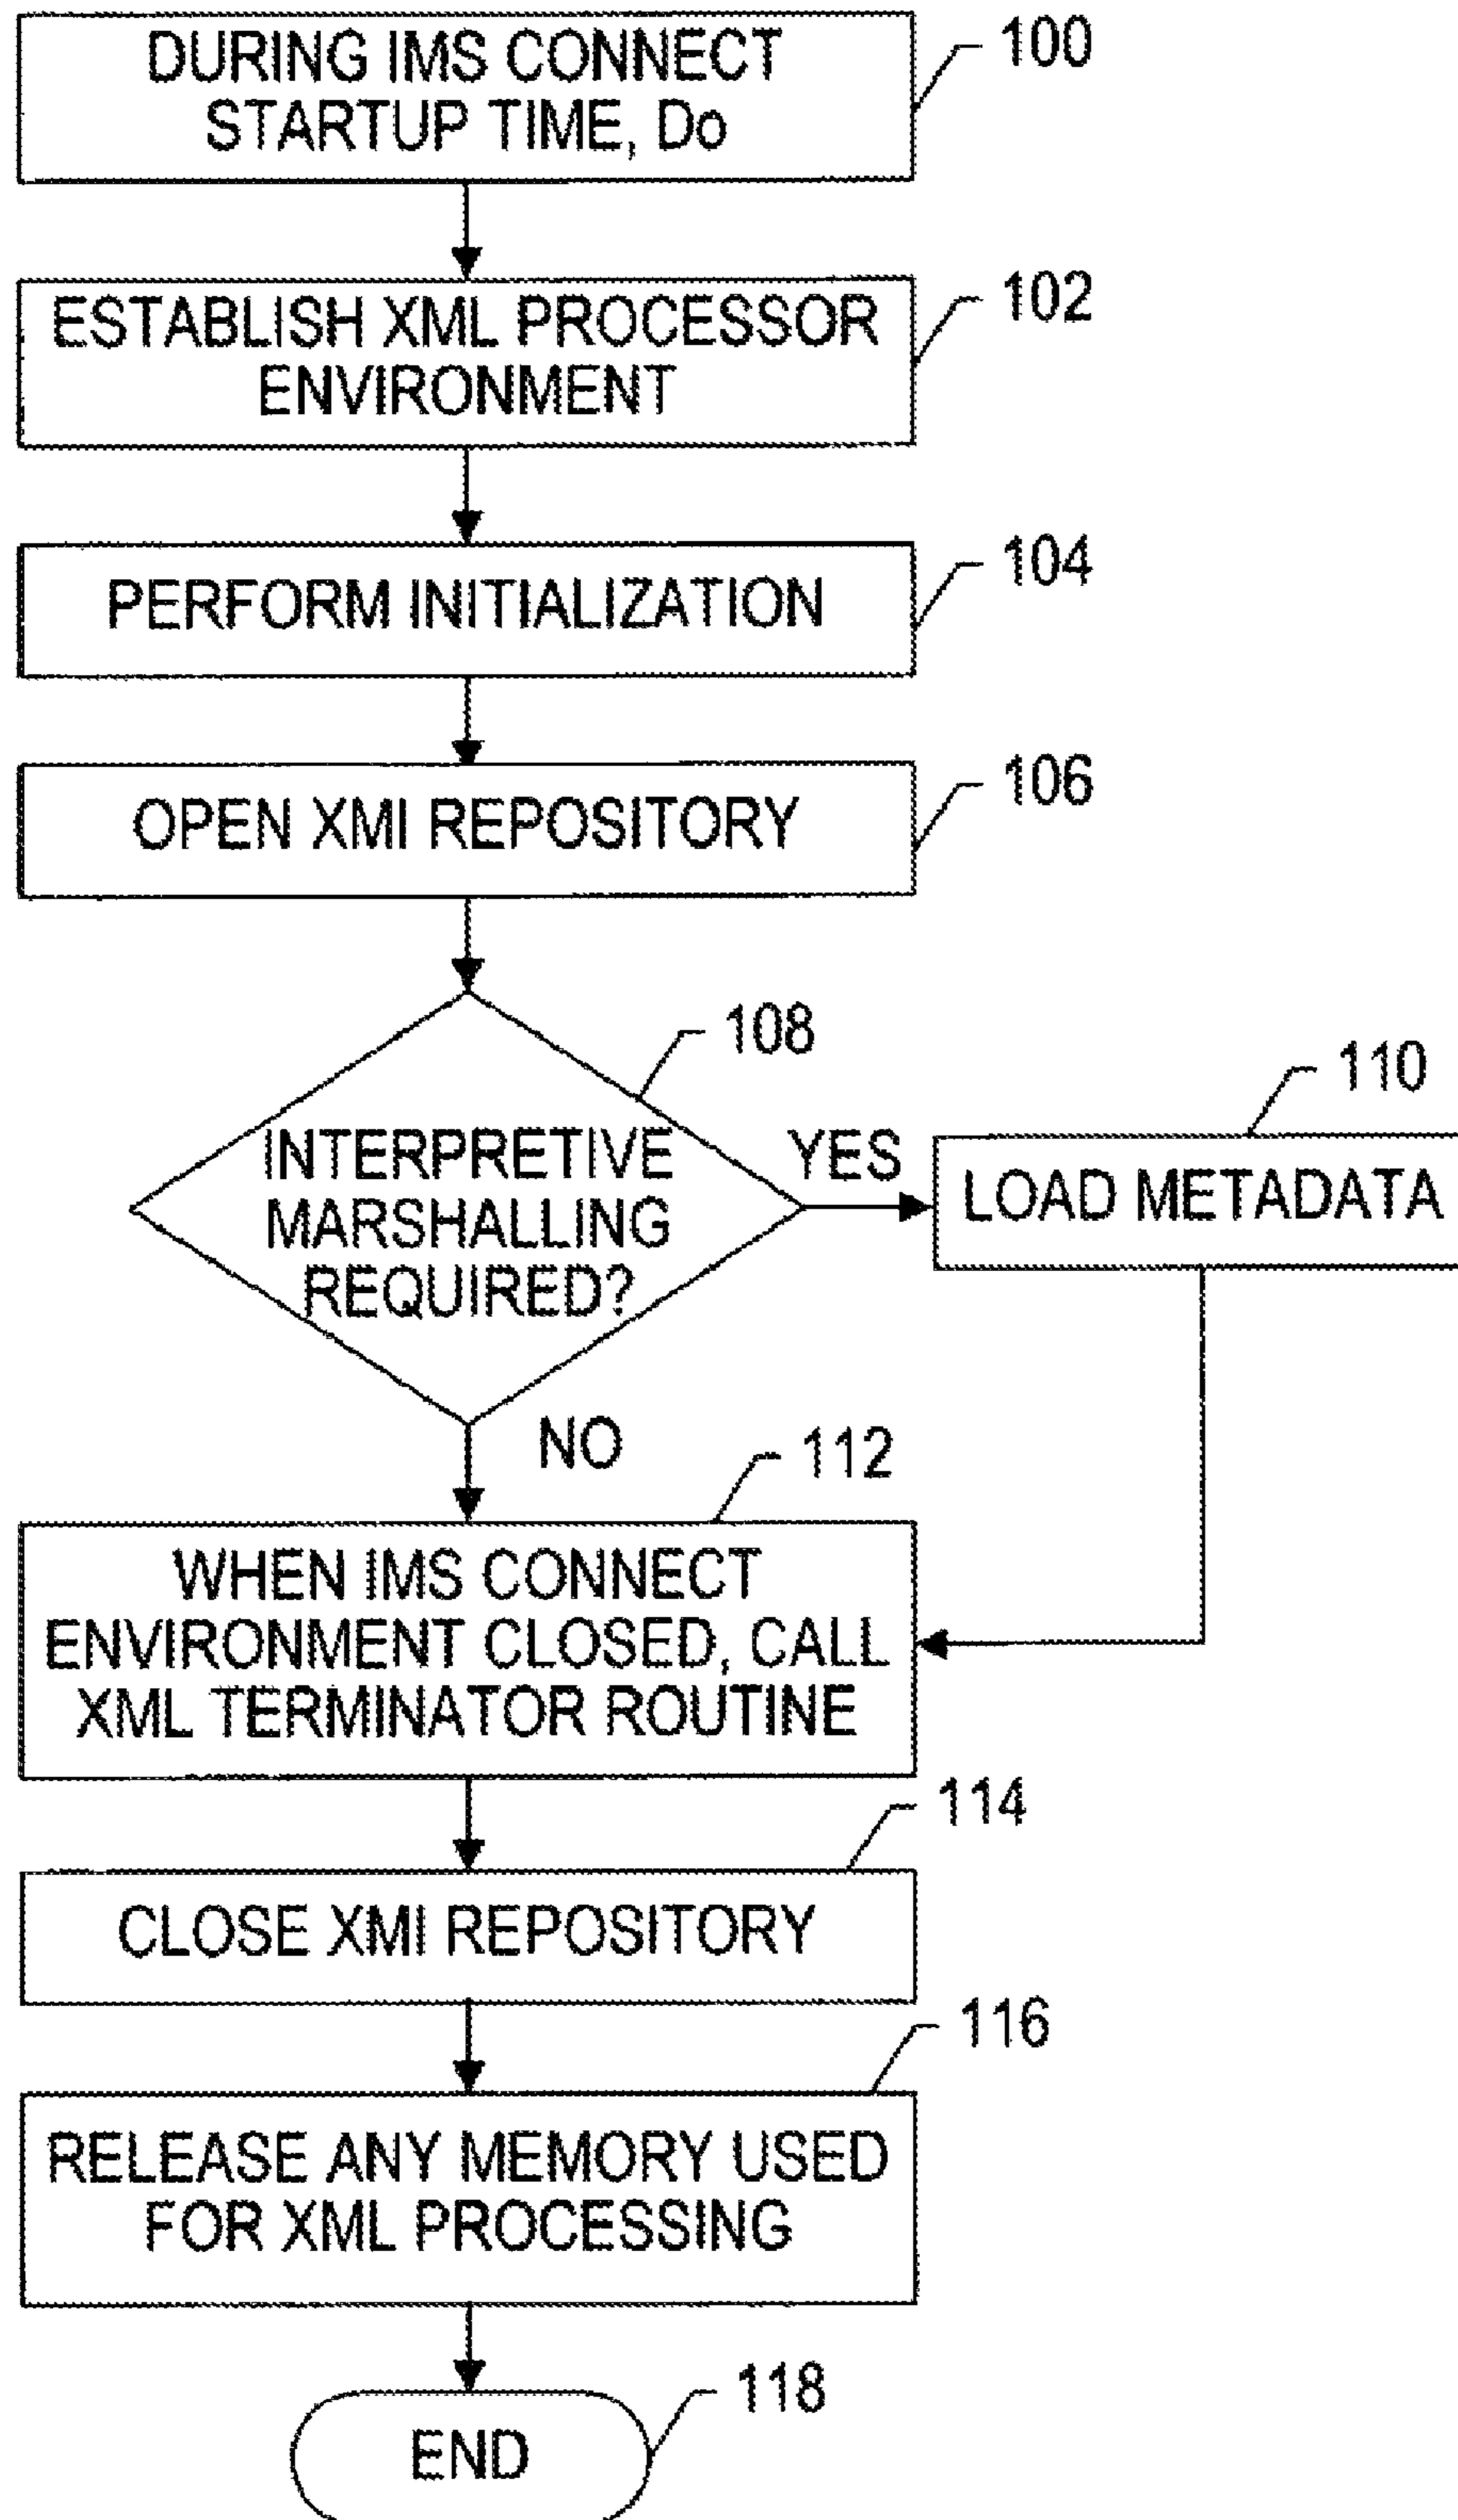 DURING IMS CONNECT
STARTUP TIME, Do
100
ESTABLISH XML PROCESSOR
ENVIRONMENT
102
PERFORM INITIALIZATION
104
OPEN XMI REPOSITORY
106
108
INTERPRETIVE
MARSHALLING
REQUIRED?
YES
110
LOAD METADATA
NO
112
WHEN IMS CONNECT
ENVIRONMENT CLOSED, CALL
XML TERMINATOR ROUTINE
114
CLOSE XMI REPOSITORY
116
RELEASE ANY MEMORY USED
FOR XML PROCESSING
118
END